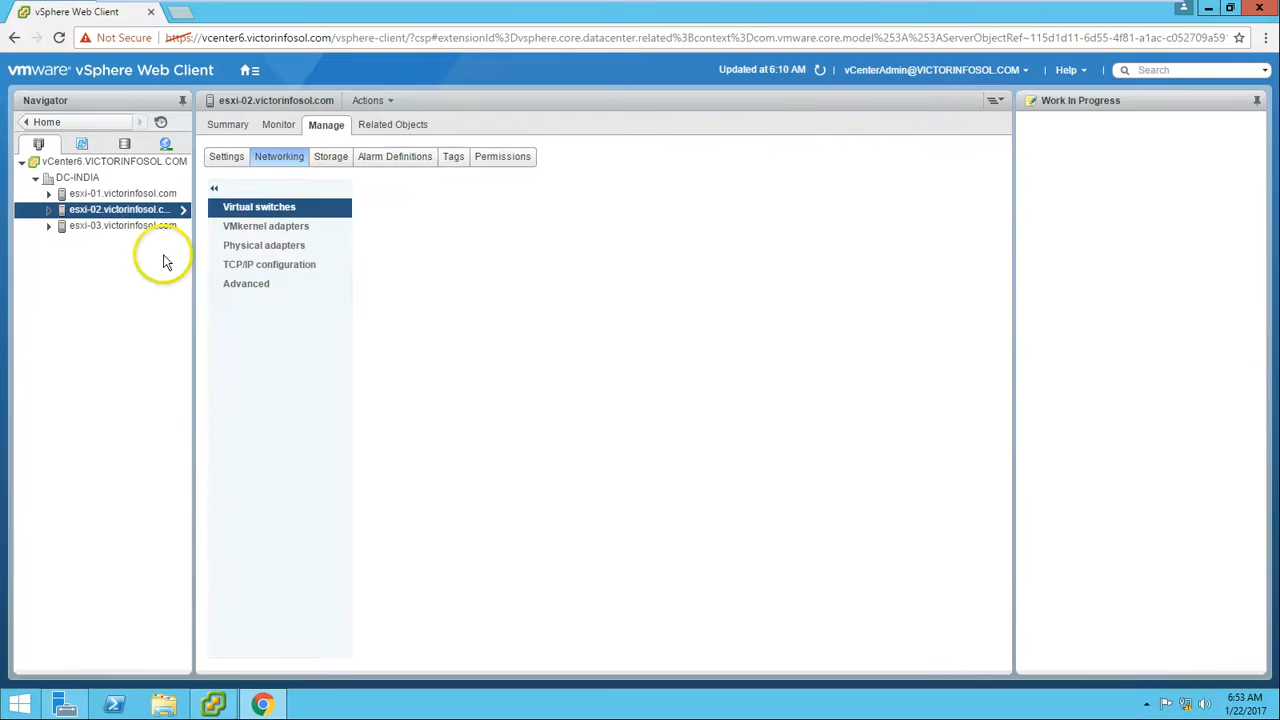 vSphere Web Client
Not Secure https://vcenter6.victorinfosol.com/vsphere-client/?csp#extensionId%3Dvsphere.core.datacenter.related%3Bcontext%3Dcom.vmware.core.model%253A%253AServerObjectRef~115d1d11-6d55-4f81-a1ac-c052709a59
vmware® vSphere Web Client
Updated at 6:10 AM
vCenterAdmin@VICTORINFOSOL.COM
Help
Search
Navigator
Home
vCenter6.VICTORINFOSOL.COM
DC-INDIA
esxi-01.victorinfosol.com
esxi-02.victorinfosol.c...
esxi-03.victorinfosol.com
esxi-02.victorinfosol.com Actions
Summary Monitor Manage Related Objects
Settings Networking Storage Alarm Definitions Tags Permissions
Virtual switches
VMkernel adapters
Physical adapters
TCP/IP configuration
Advanced
Work In Progress
6:53 AM
1/22/2017